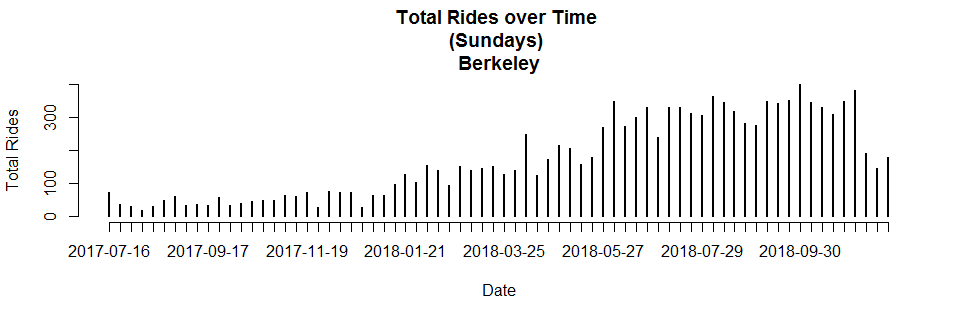 Total Rides over Time
(Sundays)
Berkeley
Total Rides
300
100
0
2017-07-16 2017-09-17 2017-11-19 2018-01-21 2018-03-25 2018-05-27 2018-07-29 2018-09-30
Date